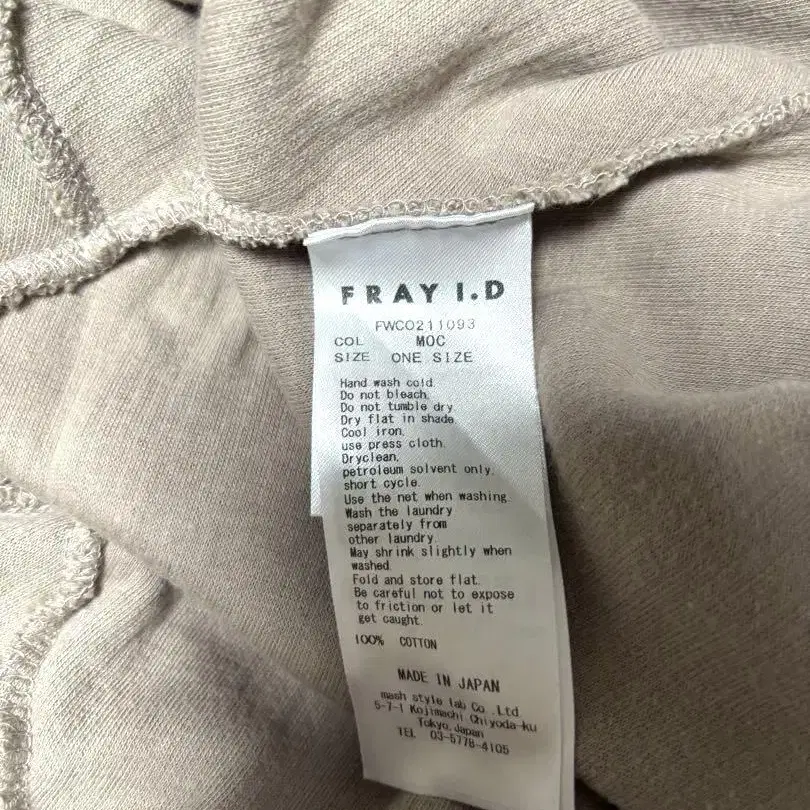 FRAY I.D
FWCO211093
COL MOC
SIZE ONE SIZE
Hand wash cold.
Do not bleach.
Do not tumble dry.
Dry flat in shade.
Cool iron.
use press cloth.
Dryclean.
petroleum solvent only.
short cycle.
Use the net when washing.
Wash the laundry
separately from
other laundry.
May shrink slightly when
washed.
Fold and store flat.
Be careful not to expose
to friction or let it
get caught.
100% COTTON
MADE IN JAPAN
mash style lab Co.,Ltd.
5-7-1 Kojimachi Chiyoda-ku
Tokyo,Japan
TEL 03-5778-4105